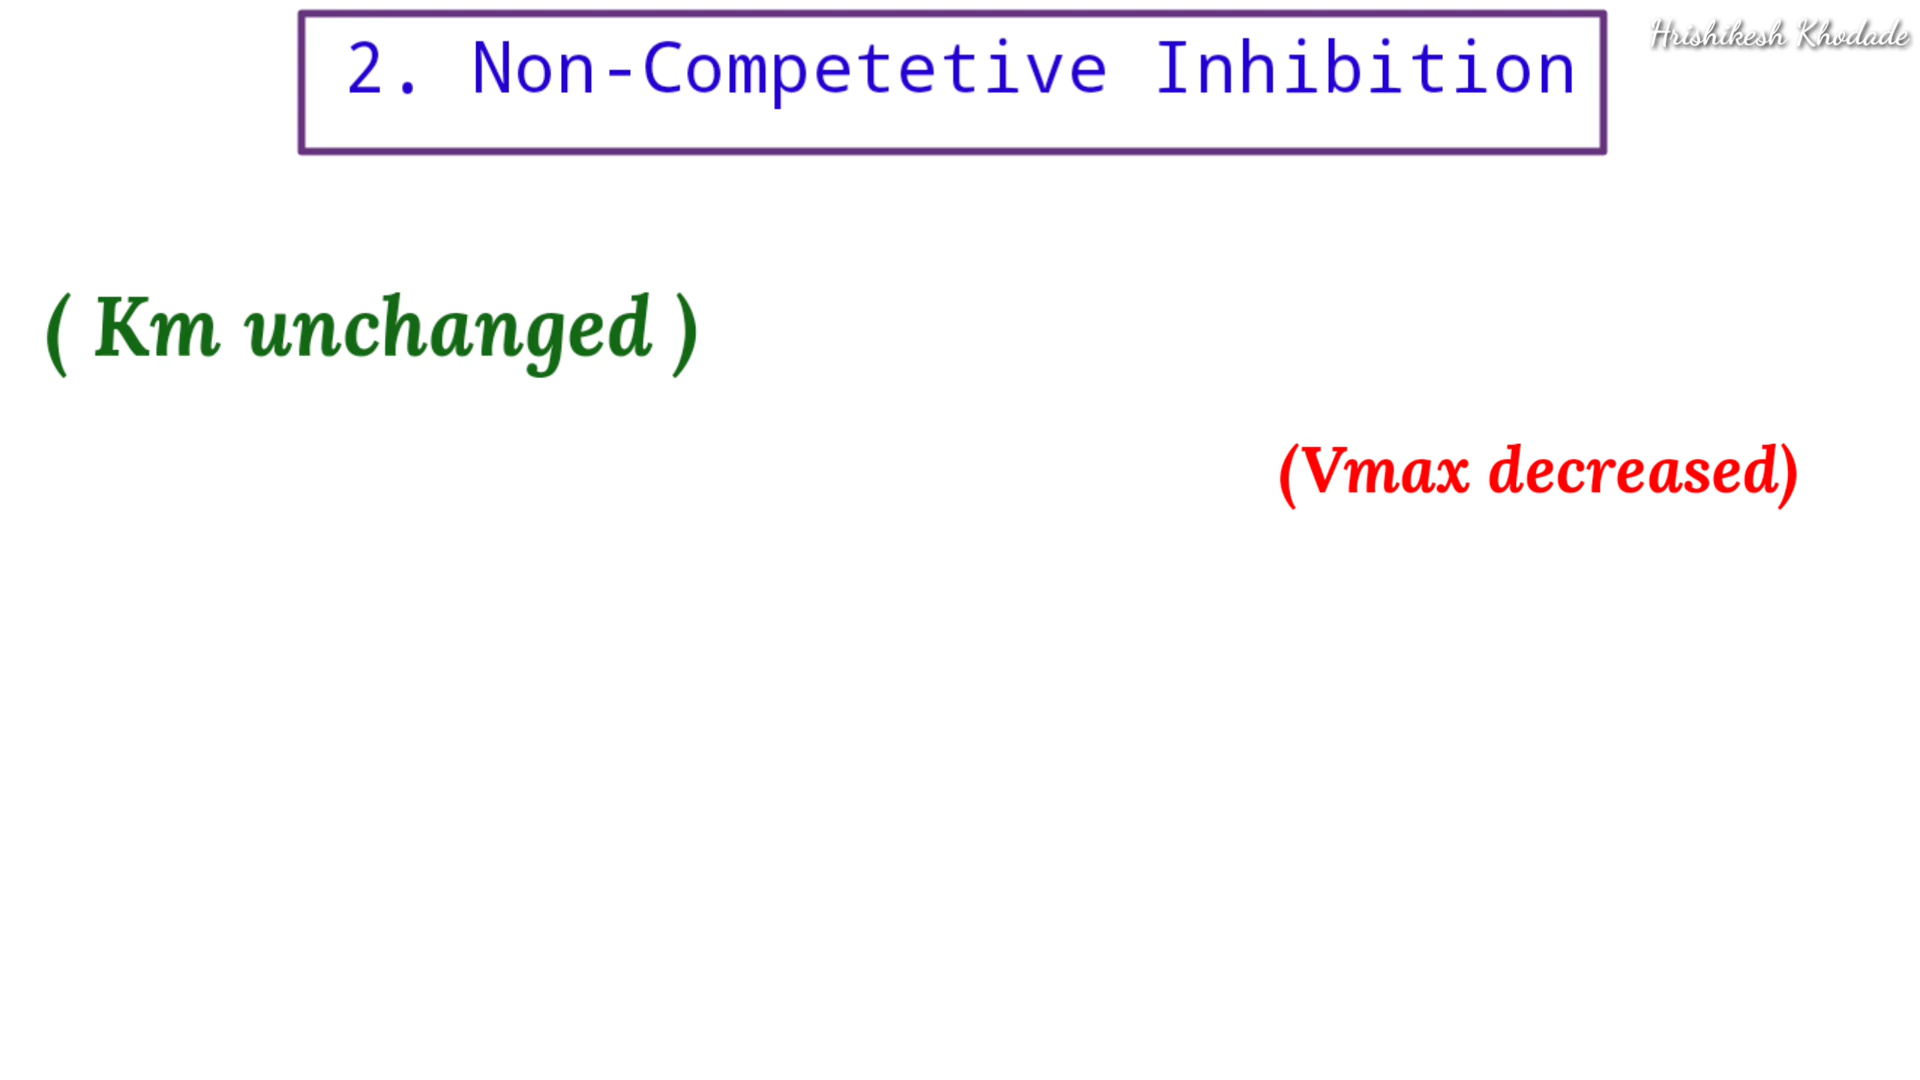 2. Non-Competetive Inhibition
Hrishikesh Khodade
( Km unchanged )
(Vmax decreased)